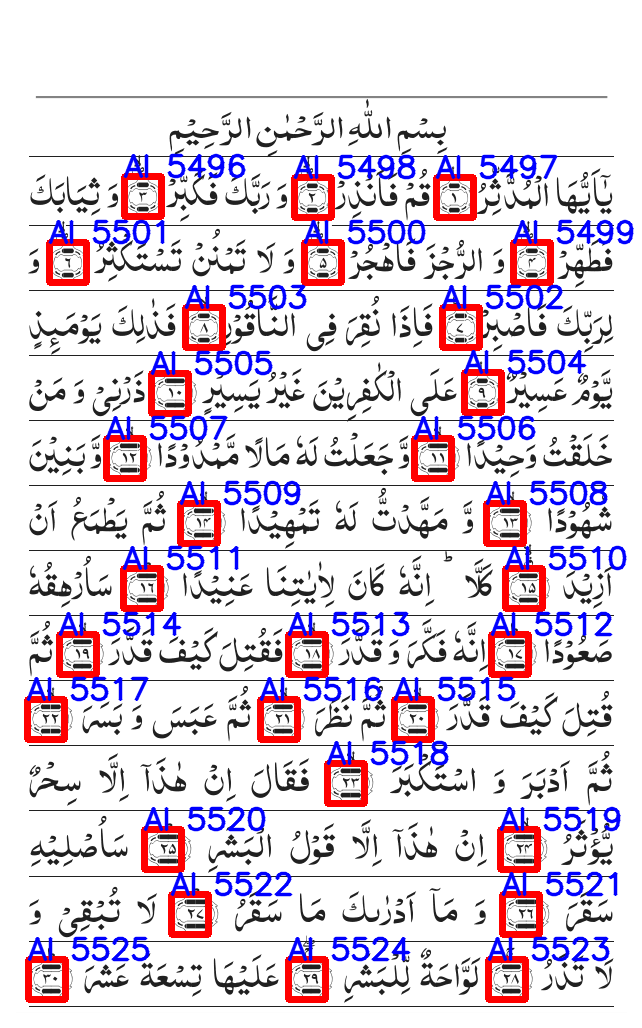 بِسْمِ اللّٰهِ الرَّحْمٰنِ الرَّحِيْمِ
يٰۤاَيُّهَا الْمُدَّثِّرُ ۱ AI 5497 قُمْ فَاَنْذِرْ ۲ AI 5498 وَ رَبَّكَ فَكَبِّرْ ۳ AI 5496 وَ ثِيَابَكَ
فَطَهِّرْ ۴ AI 5499 وَ الرُّجْزَ فَاهْجُرْ ۵ AI 5500 وَ لَا تَمْنُنْ تَسْتَكْثِرُ ۶ AI 5501 وَ
لِرَبِّكَ فَاصْبِرْ ۷ AI 5502 فَاِذَا نُقِرَ فِى النَّاقُوْرِ ۸ AI 5503 فَذٰلِكَ يَوْمَىِٕذٍ
يَّوْمٌ عَسِيْرٌ ۹ AI 5504 عَلَى الْكٰفِرِيْنَ غَيْرُ يَسِيْرٍ ۱۰ AI 5505 ذَرْنِىْ وَ مَنْ
خَلَقْتُ وَحِيْدًا ۱۱ AI 5506 وَّ جَعَلْتُ لَهٗ مَالًا مَّمْدُوْدًا ۱۲ AI 5507 وَّ بَنِيْنَ
شُهُوْدًا ۱۳ AI 5508 وَّ مَهَّدْتُّ لَهٗ تَمْهِيْدًا ۱۴ AI 5509 ثُمَّ يَطْمَعُ اَنْ
اَزِيْدَ ۱۵ AI 5510 كَلَّا ؕ اِنَّهٗ كَانَ لِاٰيٰتِنَا عَنِيْدًا ۱۶ AI 5511 سَاُرْهِقُهٗ
صَعُوْدًا ۱۷ AI 5512 اِنَّهٗ فَكَّرَ وَ قَدَّرَ ۱۸ AI 5513 فَقُتِلَ كَيْفَ قَدَّرَ ۱۹ AI 5514 ثُمَّ
قُتِلَ كَيْفَ قَدَّرَ ۲۰ AI 5515 ثُمَّ نَظَرَ ۲۱ AI 5516 ثُمَّ عَبَسَ وَ بَسَرَ ۲۲ AI 5517
ثُمَّ اَدْبَرَ وَ اسْتَكْبَرَ ۲۳ AI 5518 فَقَالَ اِنْ هٰذَاۤ اِلَّا سِحْرٌ
يُّؤْثَرُ ۲۴ AI 5519 اِنْ هٰذَاۤ اِلَّا قَوْلُ الْبَشَرِ ۲۵ AI 5520 سَاُصْلِيْهِ
سَقَرَ ۲۶ AI 5521 وَ مَاۤ اَدْرٰىكَ مَا سَقَرُ ۲۷ AI 5522 لَا تُبْقِىْ وَ
لَا تَذَرُ ۲۸ AI 5523 لَوَّاحَةٌ لِّلْبَشَرِ ۲۹ AI 5524 عَلَيْهَا تِسْعَةَ عَشَرَ ۳۰ AI 5525